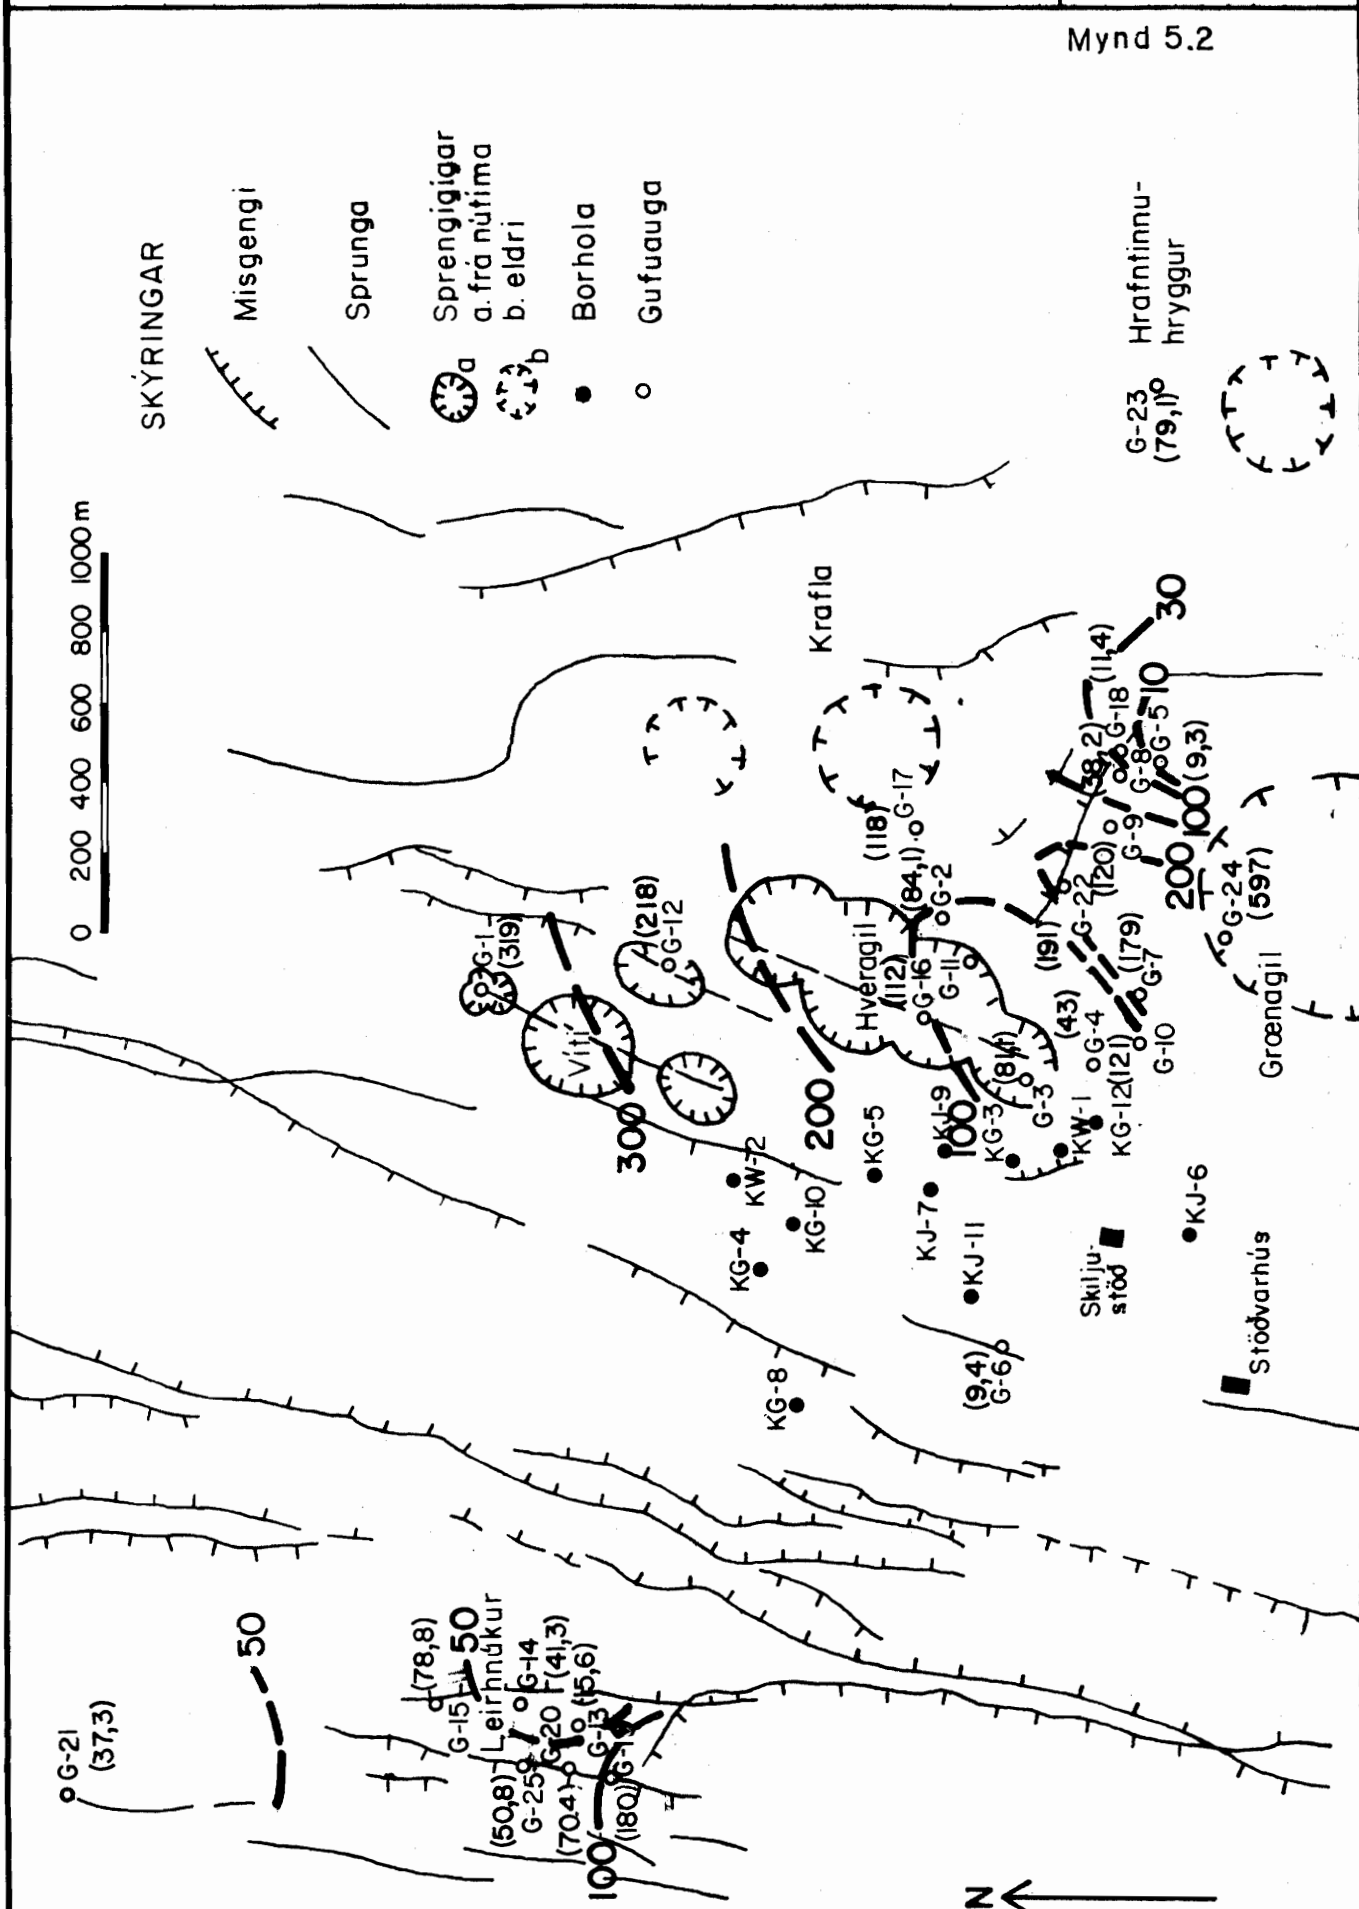 Mynd 5.2
SKÝRINGAR
Misgengi
Sprunga
Sprengigígar
a. frá nútíma
b. eldri
a
b
Borhola
Gufuauga
0 200 400 600 800 1000 m
G-21
(37,3)
50
(78,8)
G-15
50
Leirhnúkur
G-14
(50,8)
G-25
G-20
(41,3)
(70.4)
G-13
(15,6)
100
(180)
G-1
(319)
Víti
300
(218)
G-12
KW-2
KG-4
KG-10
KG-8
200
KG-5
Hveragil
(112)
G-16
G-11
(84,1)
G-2
(118)
G-17
Krafla
KJ-9
KJ-7
100
KG-3
KJ-11
(9,4)
G-6
G-3
KW-1
KG-12
(121)
G-10
(43)
G-4
(191)
G-22
(179)
G-7
(120)
G-9
(38,2)
G-18
(11,4)
30
10
G-8
G-5
(9,3)
100
200
G-24
(597)
Grænagil
Skilju-
stöð
KJ-6
Stöðvarhús
G-23
(79,1)
Hrafntinnu-
hryggur
N